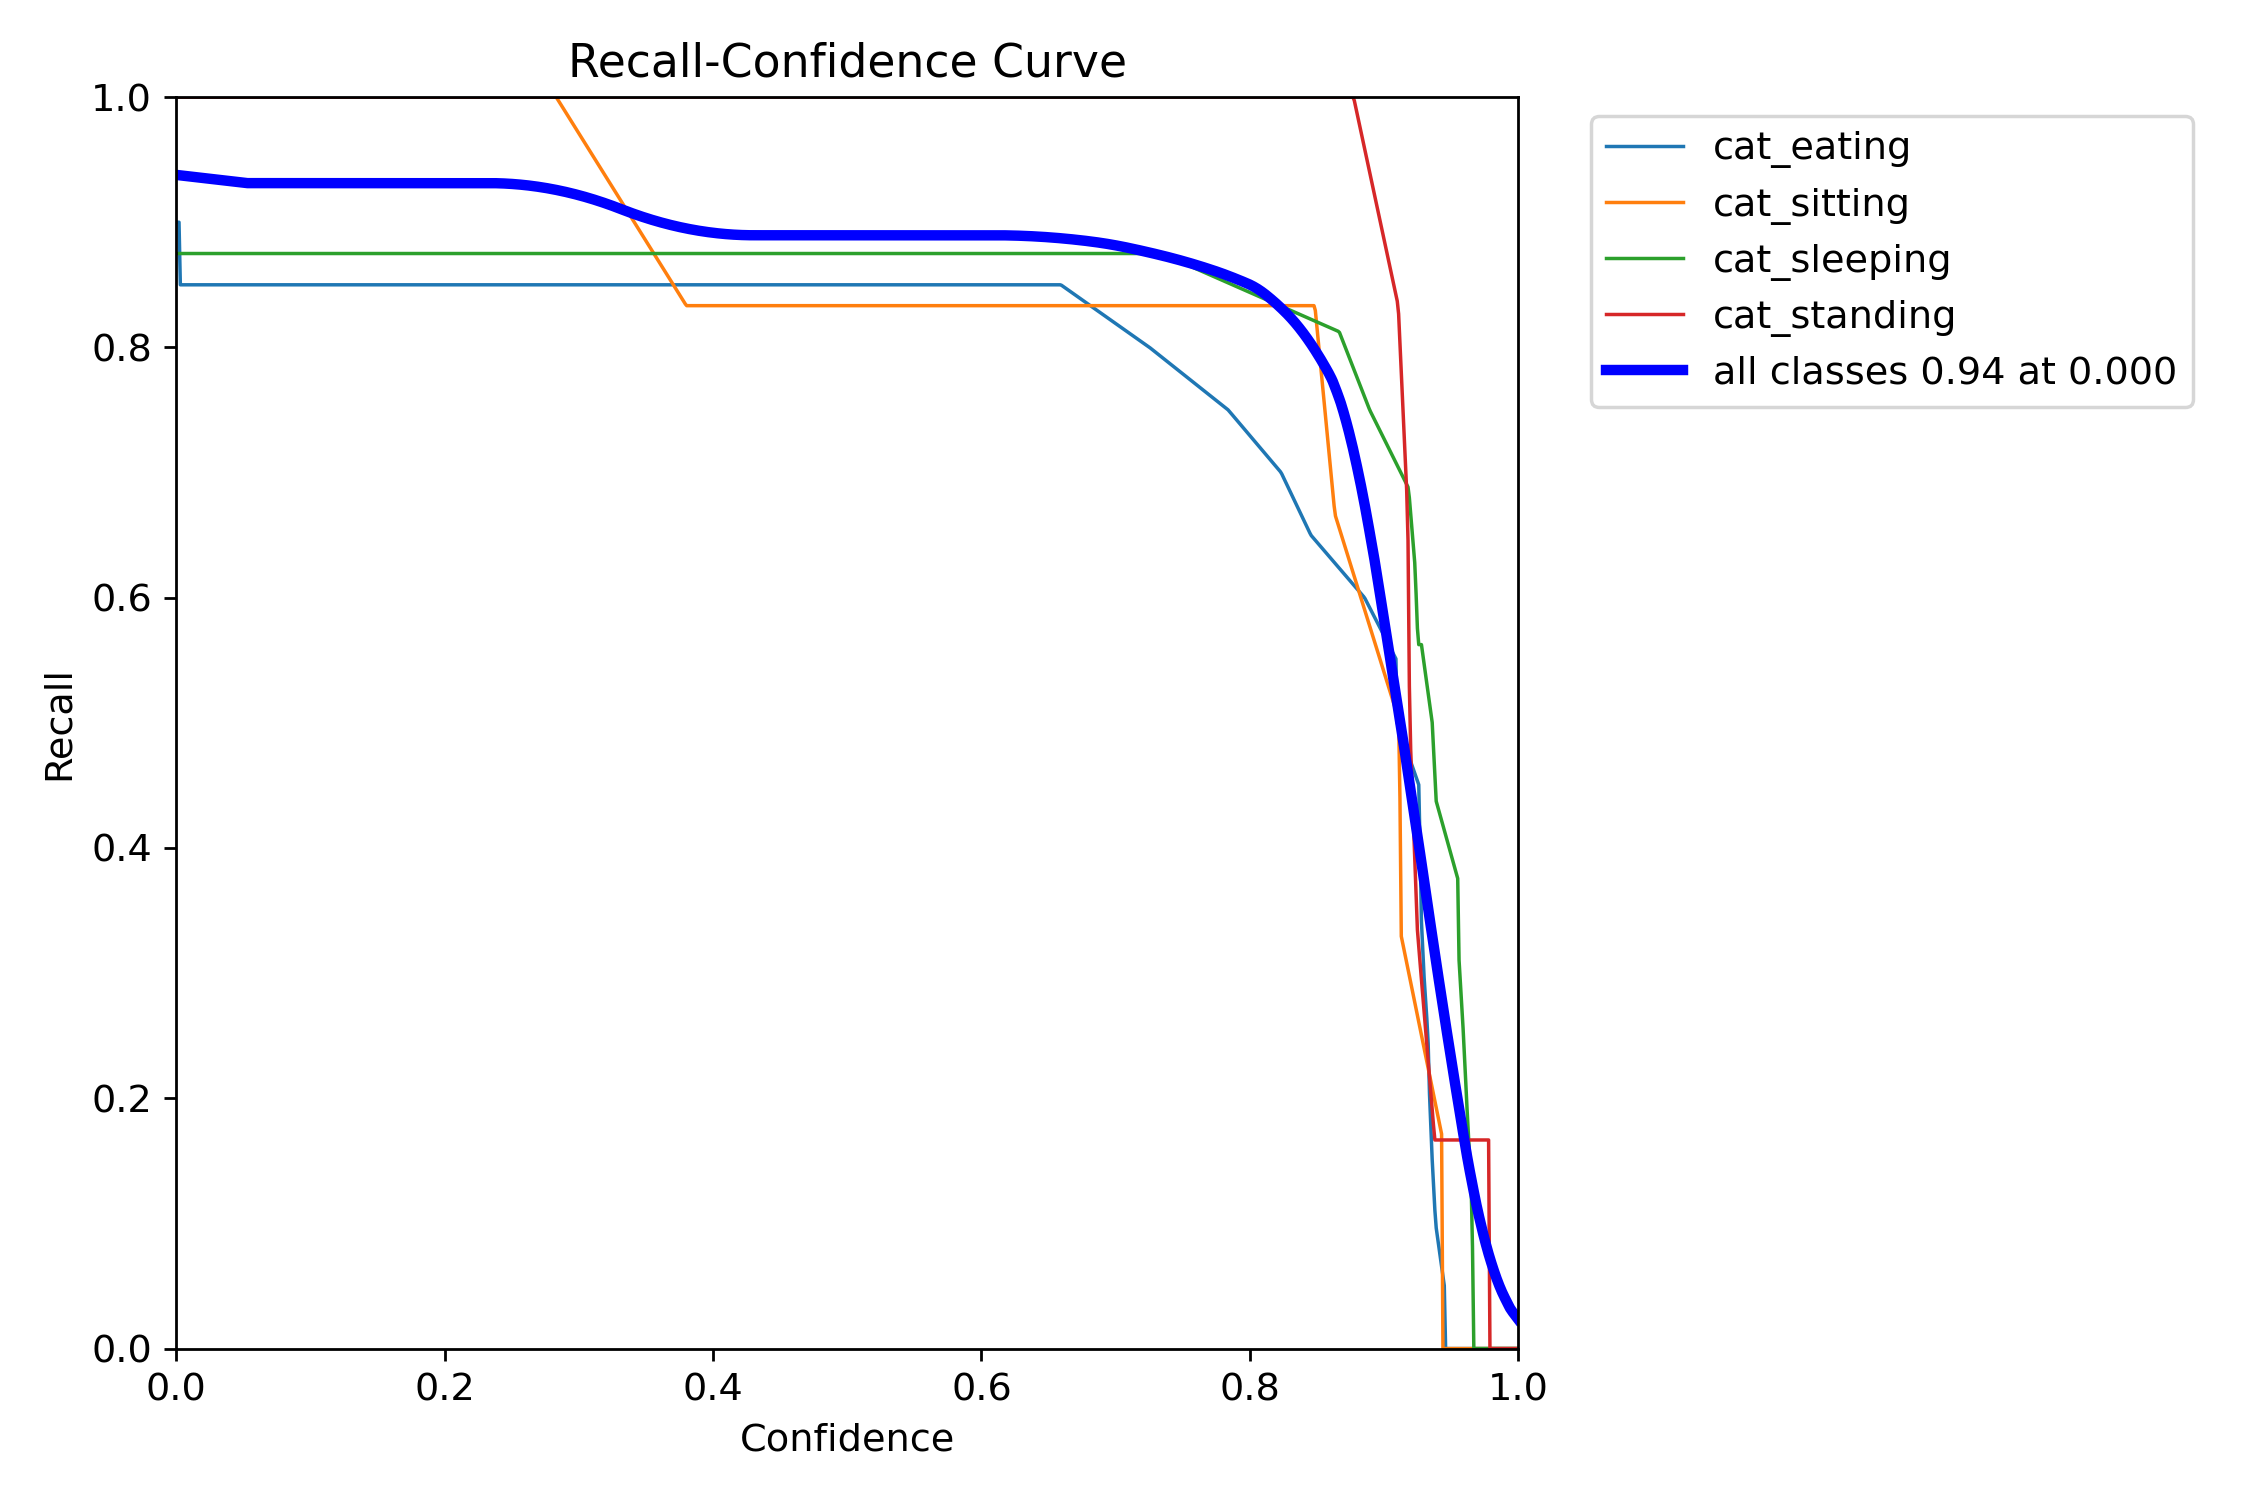 Recall-Confidence Curve
1.0
0.8
0.6
0.4
0.2
0.0
Recall
0.0 0.2 0.4 0.6 0.8 1.0
Confidence
cat_eating
cat_sitting
cat_sleeping
cat_standing
all classes 0.94 at 0.000